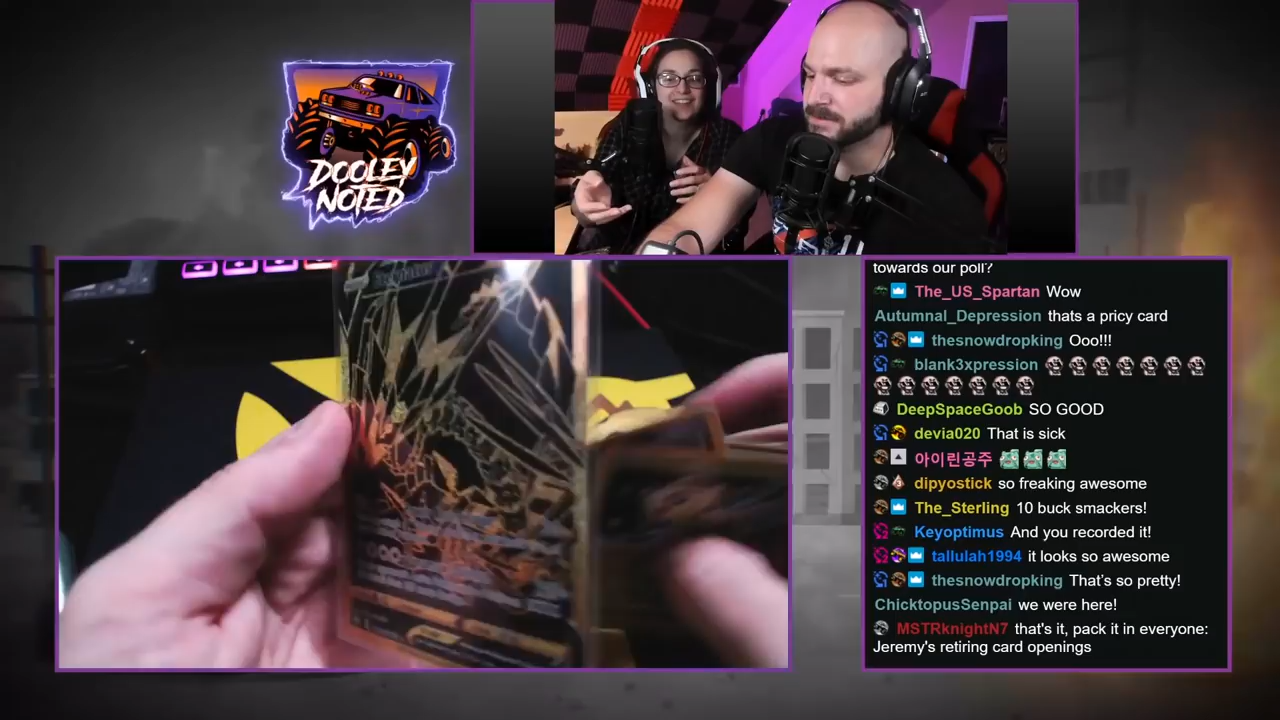 DOOLEY
NOTED
towards our poll?
The_US_Spartan Wow
Autumnal_Depression thats a pricy card
thesnowdropking Ooo!!!
blank3xpression
DeepSpaceGoob SO GOOD
devia020 That is sick
아이린공주
dipyostick so freaking awesome
The_Sterling 10 buck smackers!
Keyoptimus And you recorded it!
tallulah1994 it looks so awesome
thesnowdropking That's so pretty!
ChicktopusSenpai we were here!
MSTRknightN7 that's it, pack it in everyone:
Jeremy's retiring card openings